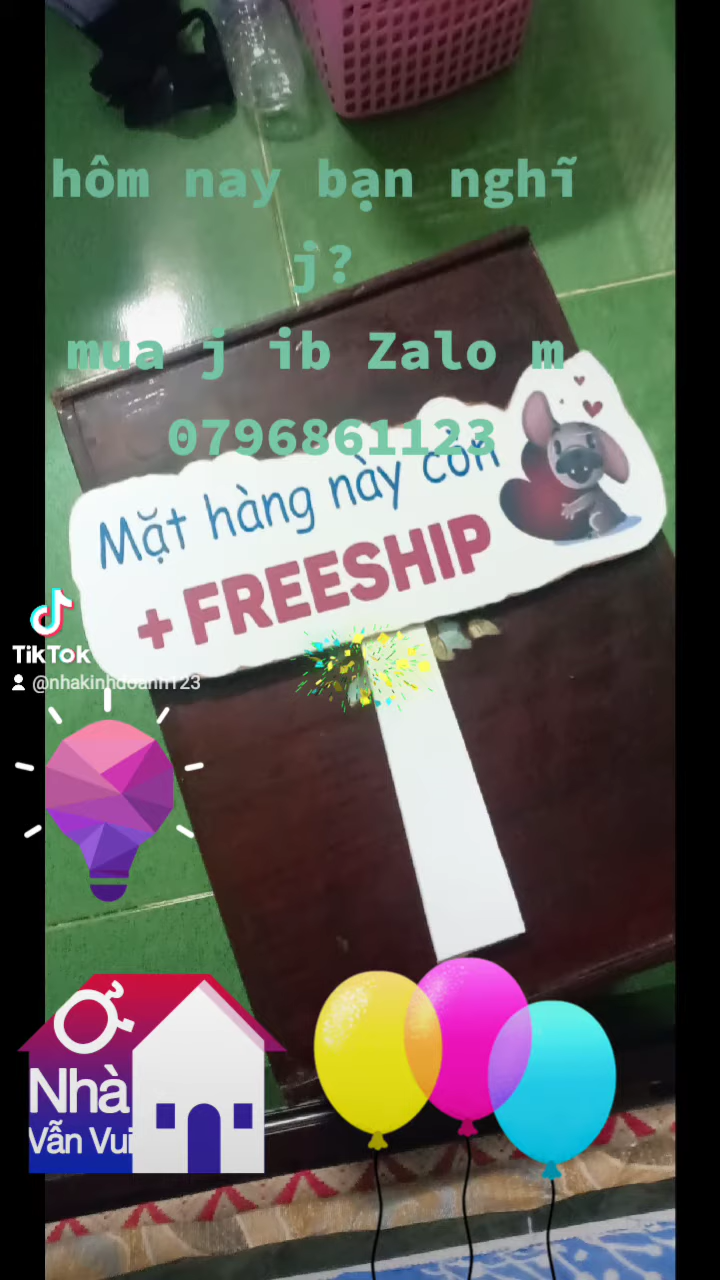 hôm nay bạn nghĩ
j?
mua j ib Zalo m
0796861123
Mặt hàng này còn
+ FREESHIP
TikTok
@nhakinhdoanh123
Ở
Nhà
Vẫn Vui